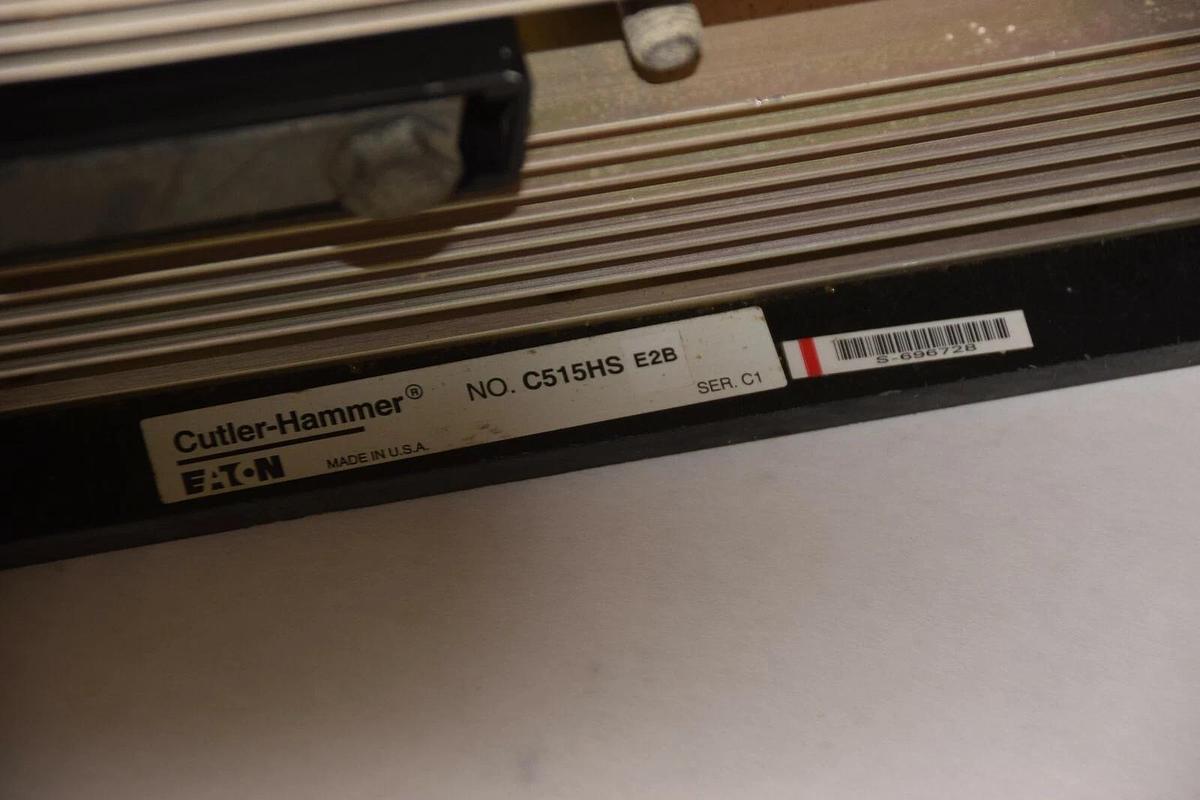 Cutler-Hammer®
EATON
MADE IN U.S.A.
NO. C515HS E2B
SER. C1
S-696728